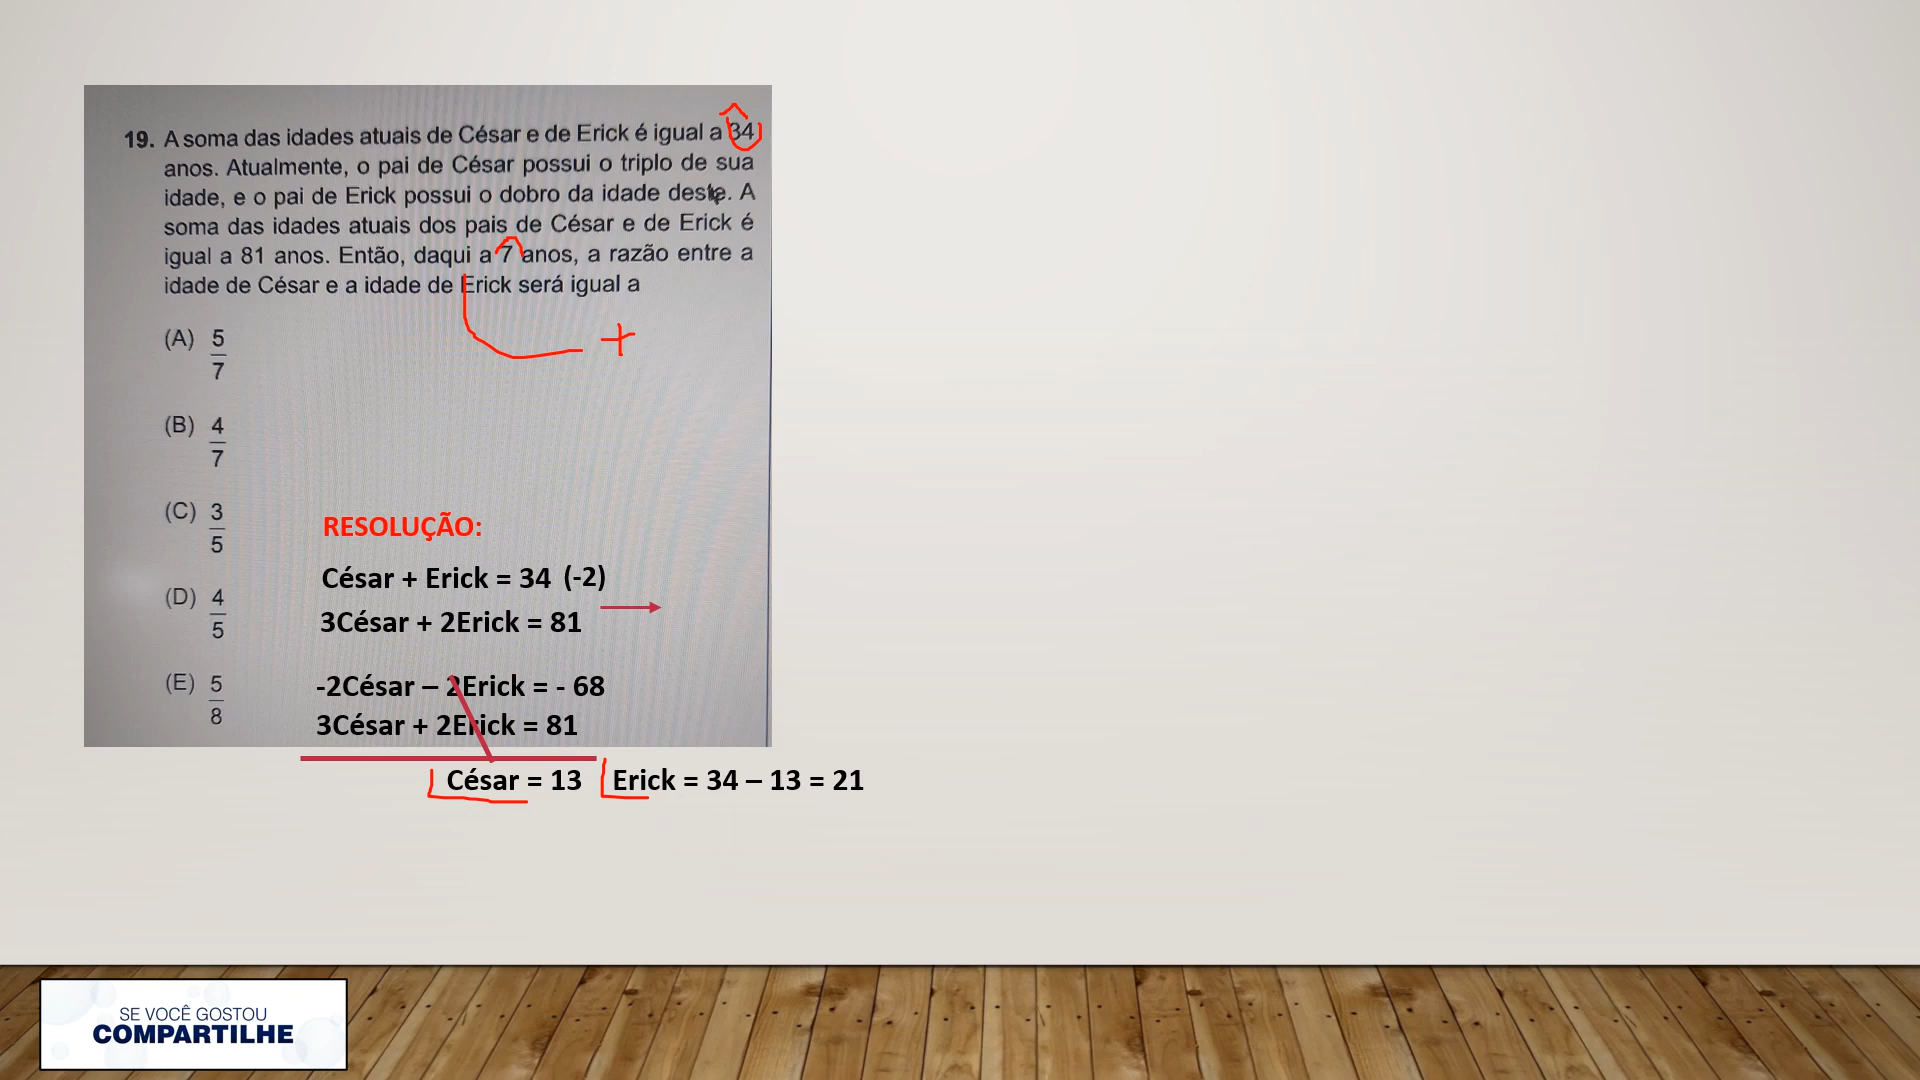 19. A soma das idades atuais de César e de Erick é igual a 34
anos. Atualmente, o pai de César possui o triplo de sua
idade, e o pai de Erick possui o dobro da idade deste. A
soma das idades atuais dos pais de César e de Erick é
igual a 81 anos. Então, daqui a 7 anos, a razão entre a
idade de César e a idade de Erick será igual a
+
(A) 5
7
(B) 4
7
(C) 3
5
(D) 4
5
(E) 5
8
RESOLUÇÃO:
César + Erick = 34 (-2)
3César + 2Erick = 81
-2César – 2Erick = - 68
3César + 2Erick = 81
César = 13 Erick = 34 – 13 = 21
SE VOCÊ GOSTOU
COMPARTILHE